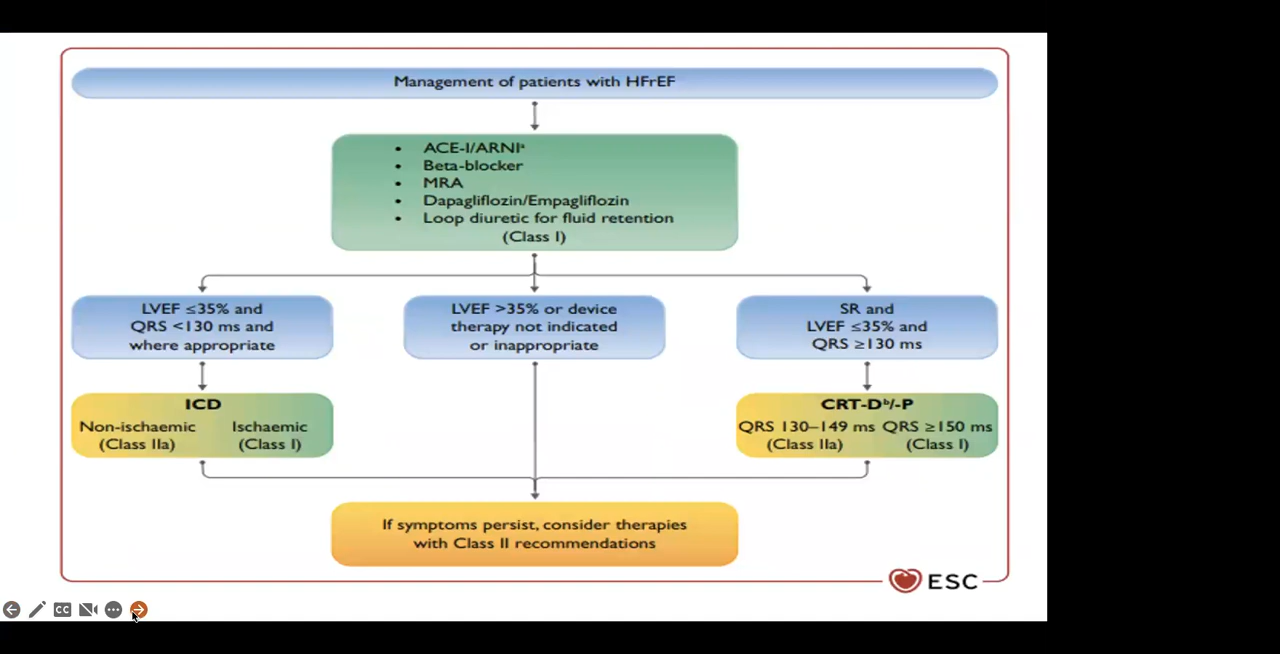 Management of patients with HFrEF
• ACE-I/ARNIᵃ
• Beta-blocker
• MRA
• Dapagliflozin/Empagliflozin
• Loop diuretic for fluid retention
(Class I)
LVEF ≤35% and
QRS <130 ms and
where appropriate
LVEF >35% or device
therapy not indicated
or inappropriate
SR and
LVEF ≤35% and
QRS ≥130 ms
ICD
Non-ischaemic Ischaemic
(Class IIa) (Class I)
CRT-Dᵇ/-P
QRS 130–149 ms QRS ≥150 ms
(Class IIa) (Class I)
If symptoms persist, consider therapies
with Class II recommendations
ESC
CC